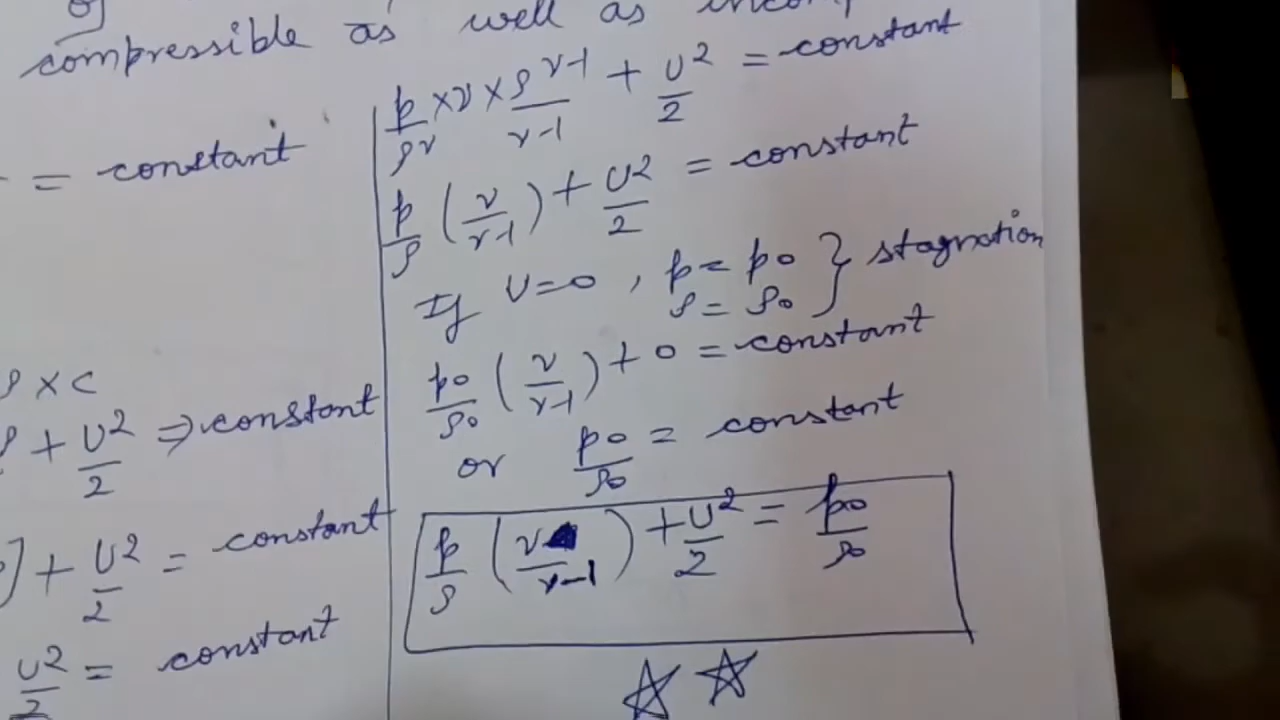 compressible as well as
= constant
ρ × c
+ U²/2 ⇒ constant
] + U²/2 = constant
U²/2 = constant
p/ρ^γ × γ × ρ^(γ-1)/(γ-1) + U²/2 = constant
p/ρ (γ/(γ-1)) + U²/2 = constant
If U=0, p = p₀ } stagnation
ρ = ρ₀
p₀/ρ₀ (γ/(γ-1)) + 0 = constant
or p₀/ρ₀ = constant
p/ρ (γ/(γ-1)) + U²/2 = p₀/ρ₀